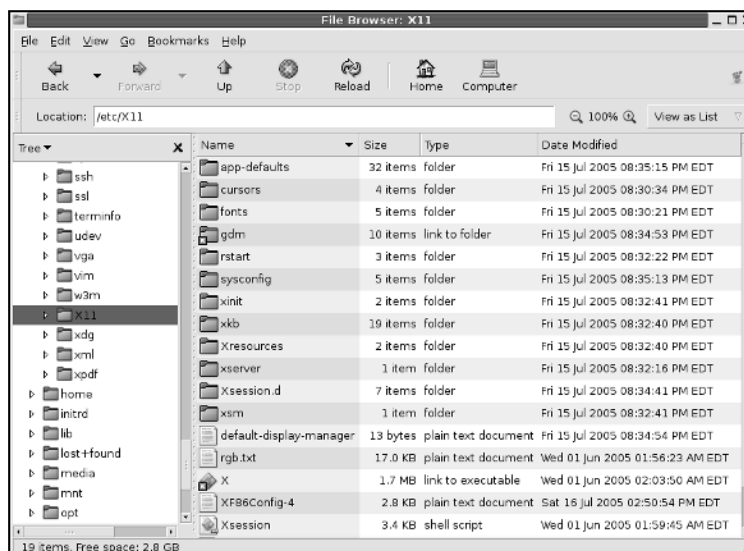 File Browser: X11
File Edit View Go Bookmarks Help
Back Forward Up Stop Reload Home Computer
Location: /etc/X11 100% View as List
Tree
ssh
ssl
terminfo
udev
vga
vim
w3m
X11
xdg
xml
xpdf
home
initrd
lib
lost+found
media
mnt
opt
Name Size Type Date Modified
app-defaults 32 items folder Fri 15 Jul 2005 08:35:15 PM EDT
cursors 4 items folder Fri 15 Jul 2005 08:30:34 PM EDT
fonts 5 items folder Fri 15 Jul 2005 08:30:21 PM EDT
gdm 10 items link to folder Fri 15 Jul 2005 08:34:53 PM EDT
rstart 3 items folder Fri 15 Jul 2005 08:32:22 PM EDT
sysconfig 5 items folder Fri 15 Jul 2005 08:35:13 PM EDT
xinit 2 items folder Fri 15 Jul 2005 08:32:41 PM EDT
xkb 19 items folder Fri 15 Jul 2005 08:32:40 PM EDT
Xresources 2 items folder Fri 15 Jul 2005 08:32:40 PM EDT
xserver 1 item folder Fri 15 Jul 2005 08:32:16 PM EDT
Xsession.d 7 items folder Fri 15 Jul 2005 08:34:41 PM EDT
xsm 1 item folder Fri 15 Jul 2005 08:32:41 PM EDT
default-display-manager 13 bytes plain text document Fri 15 Jul 2005 08:34:54 PM EDT
rgb.txt 17.0 KB plain text document Wed 01 Jun 2005 01:56:23 AM EDT
X 1.7 MB link to executable Wed 01 Jun 2005 02:03:50 AM EDT
XF86Config-4 2.8 KB plain text document Sat 16 Jul 2005 02:50:54 PM EDT
Xsession 3.4 KB shell script Wed 01 Jun 2005 01:59:45 AM EDT
19 items, Free space: 2.8 GB